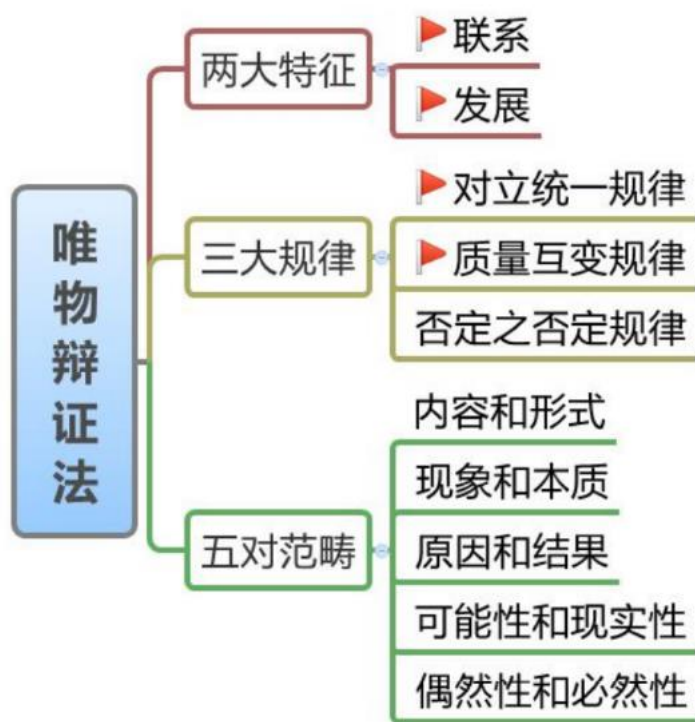 唯物辩证法
两大特征
联系
发展
三大规律
对立统一规律
质量互变规律
否定之否定规律
五对范畴
内容和形式
现象和本质
原因和结果
可能性和现实性
偶然性和必然性